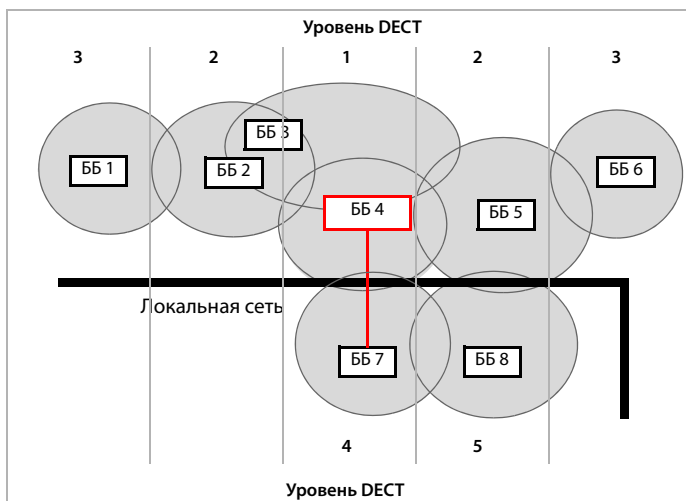 Уровень DECT
3 2 1 2 3
ББ 3
ББ 1
ББ 2
ББ 6
ББ 4
ББ 5
Локальная сеть
ББ 7
ББ 8
4 5
Уровень DECT